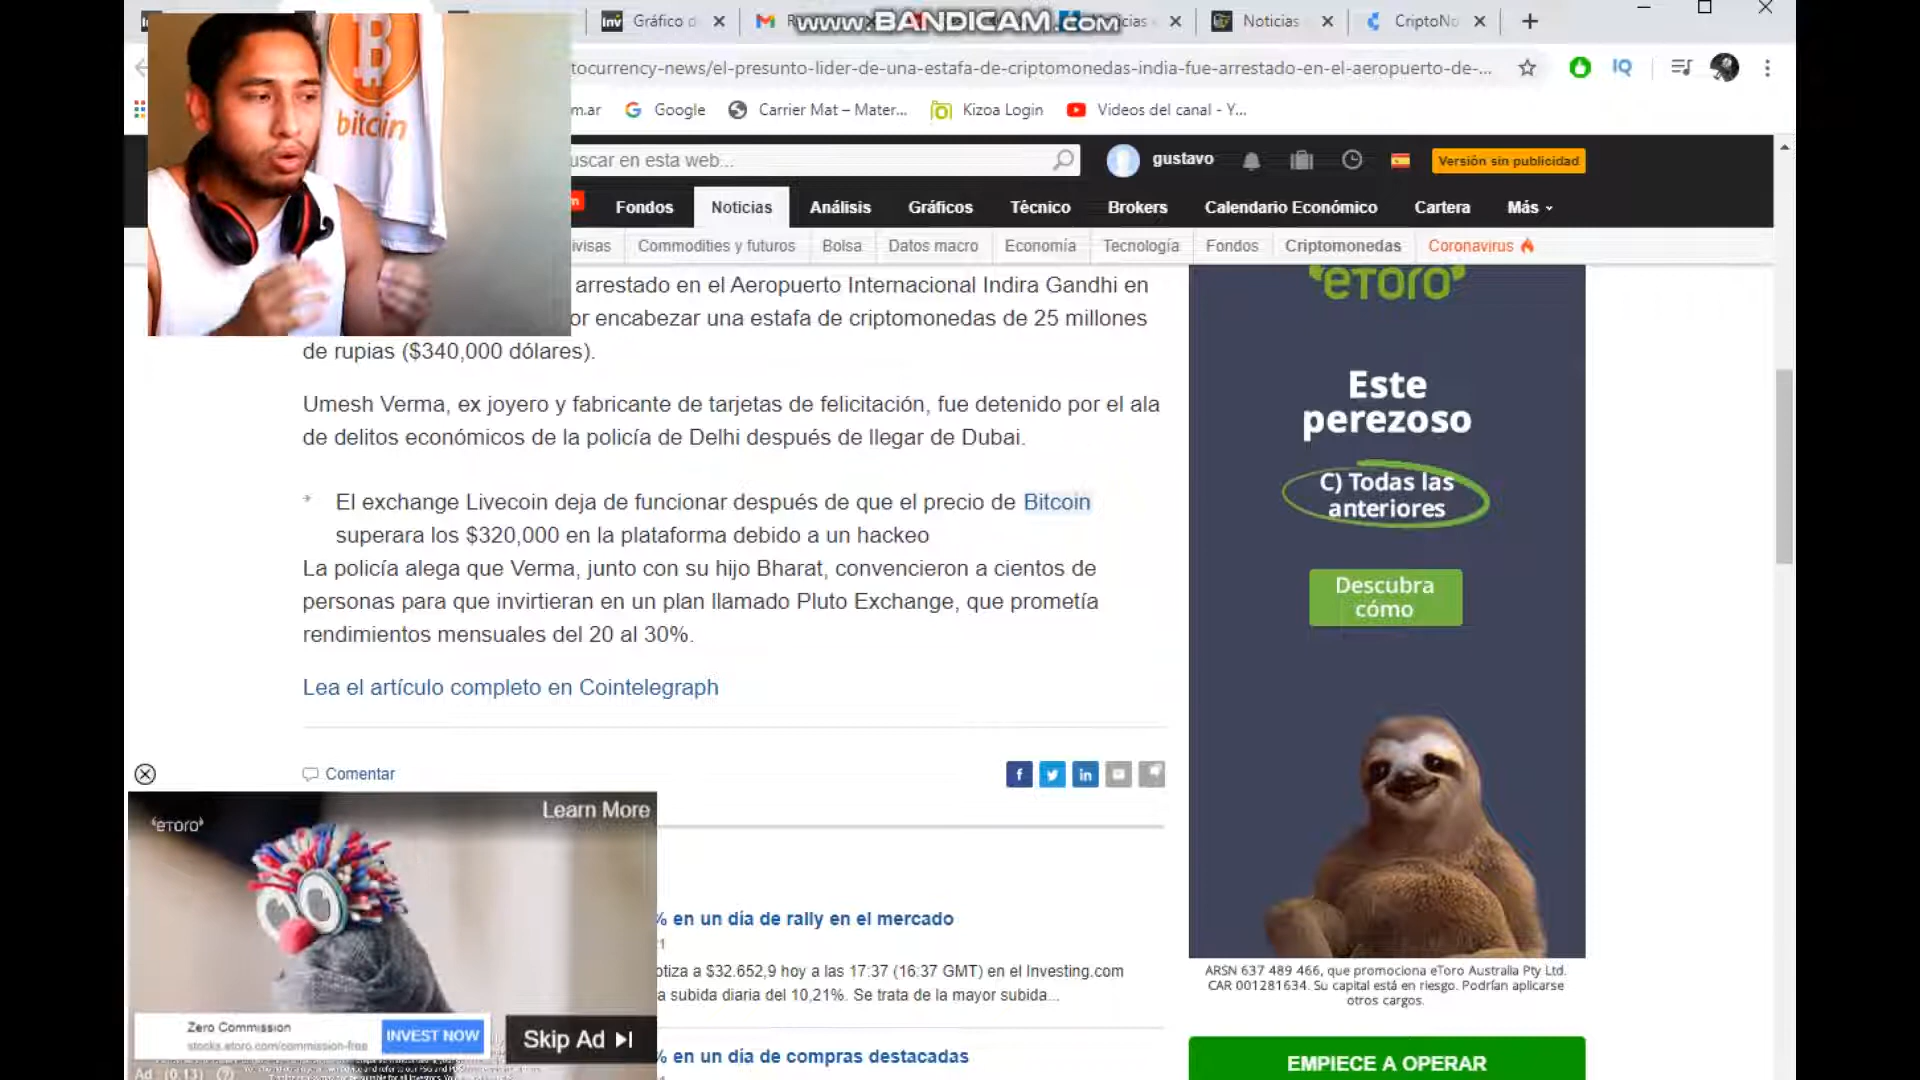 www.BANDICAM.com
Gráfico d
Noticias
CriptoNo
tocurrency-news/el-presunto-lider-de-una-estafa-de-criptomonedas-india-fue-arrestado-en-el-aeropuerto-de-...
IQ
m.ar
Google
Carrier Mat – Mater...
Kizoa Login
Videos del canal - Y...
bitcoin
uscar en esta web...
gustavo
Versión sin publicidad
Fondos
Noticias
Análisis
Gráficos
Técnico
Brokers
Calendario Económico
Cartera
Más
ivisas
Commodities y futuros
Bolsa
Datos macro
Economía
Tecnología
Fondos
Criptomonedas
Coronavirus
arrestado en el Aeropuerto Internacional Indira Gandhi en
or encabezar una estafa de criptomonedas de 25 millones
de rupias ($340,000 dólares).
Umesh Verma, ex joyero y fabricante de tarjetas de felicitación, fue detenido por el ala
de delitos económicos de la policía de Delhi después de llegar de Dubai.
El exchange Livecoin deja de funcionar después de que el precio de Bitcoin
superara los $320,000 en la plataforma debido a un hackeo
La policía alega que Verma, junto con su hijo Bharat, convencieron a cientos de
personas para que invirtieran en un plan llamado Pluto Exchange, que prometía
rendimientos mensuales del 20 al 30%.
Lea el artículo completo en Cointelegraph
Comentar
eToro
Este
perezoso
C) Todas las
anteriores
Descubra
cómo
ARSN 637 489 466, que promociona eToro Australia Pty Ltd.
CAR 001281634. Su capital está en riesgo. Podrían aplicarse
otros cargos.
EMPIECE A OPERAR
eToro
Learn More
Zero Commission
stocks.etoro.com/commission-free
INVEST NOW
Skip Ad
Ad : (0:13)
% en un día de rally en el mercado
otiza a $32.652,9 hoy a las 17:37 (16:37 GMT) en el Investing.com
a subida diaria del 10,21%. Se trata de la mayor subida...
% en un día de compras destacadas